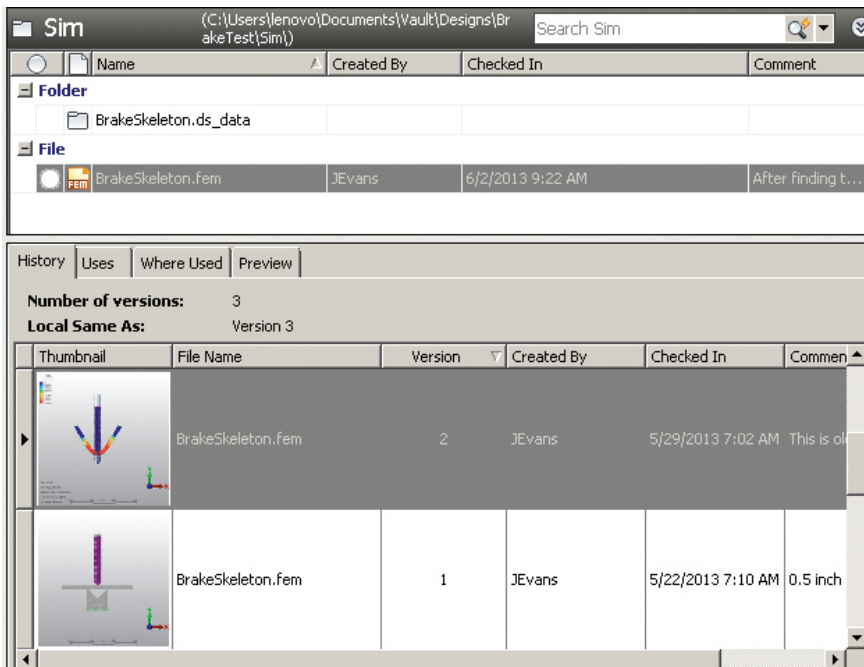 Sim (C:\Users\lenovo\Documents\Vault\Designs\Br
akeTest\Sim\) Search Sim
Name Created By Checked In Comment
Folder
BrakeSkeleton.ds_data
File
FEM BrakeSkeleton.fem JEvans 6/2/2013 9:22 AM After finding t...
History Uses Where Used Preview
Number of versions: 3
Local Same As: Version 3
Thumbnail File Name Version Created By Checked In Commen
BrakeSkeleton.fem 2 JEvans 5/29/2013 7:02 AM This is ol
BrakeSkeleton.fem 1 JEvans 5/22/2013 7:10 AM 0.5 inch